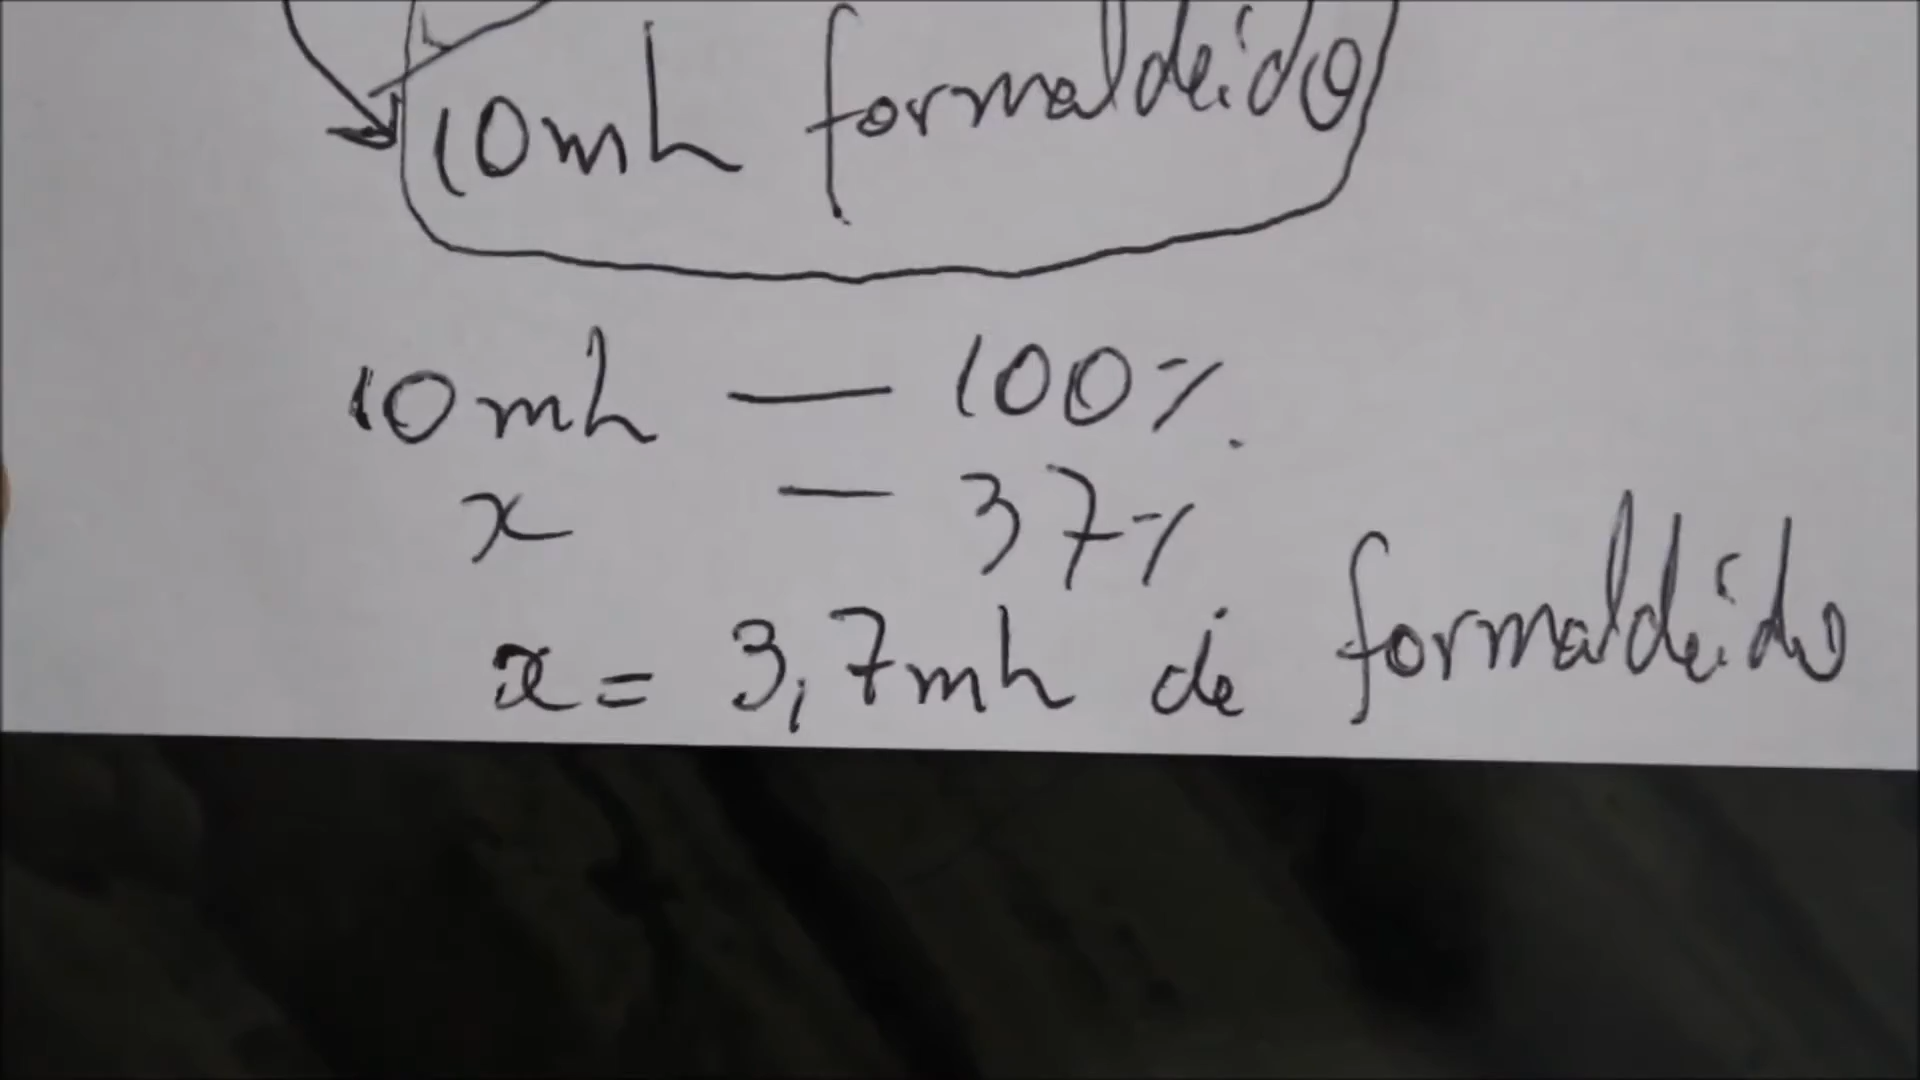 10mL formaldeído
10mL — 100%
x — 37%
x = 3,7mL de formaldeído